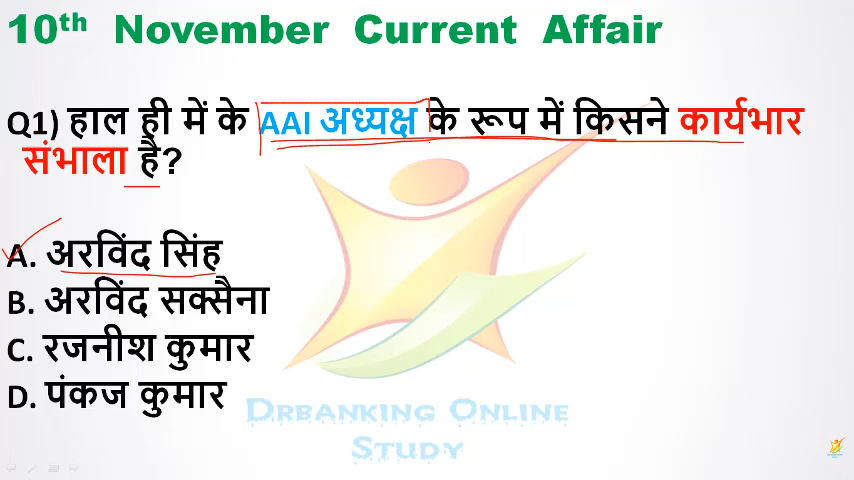 10th November Current Affair
Q1) हाल ही में के AAI अध्यक्ष के रूप में किसने कार्यभार
संभाला है?
A. अरविंद सिंह
B. अरविंद सक्सैना
C. रजनीश कुमार
D. पंकज कुमार
DRBANKING ONLINE
STUDY